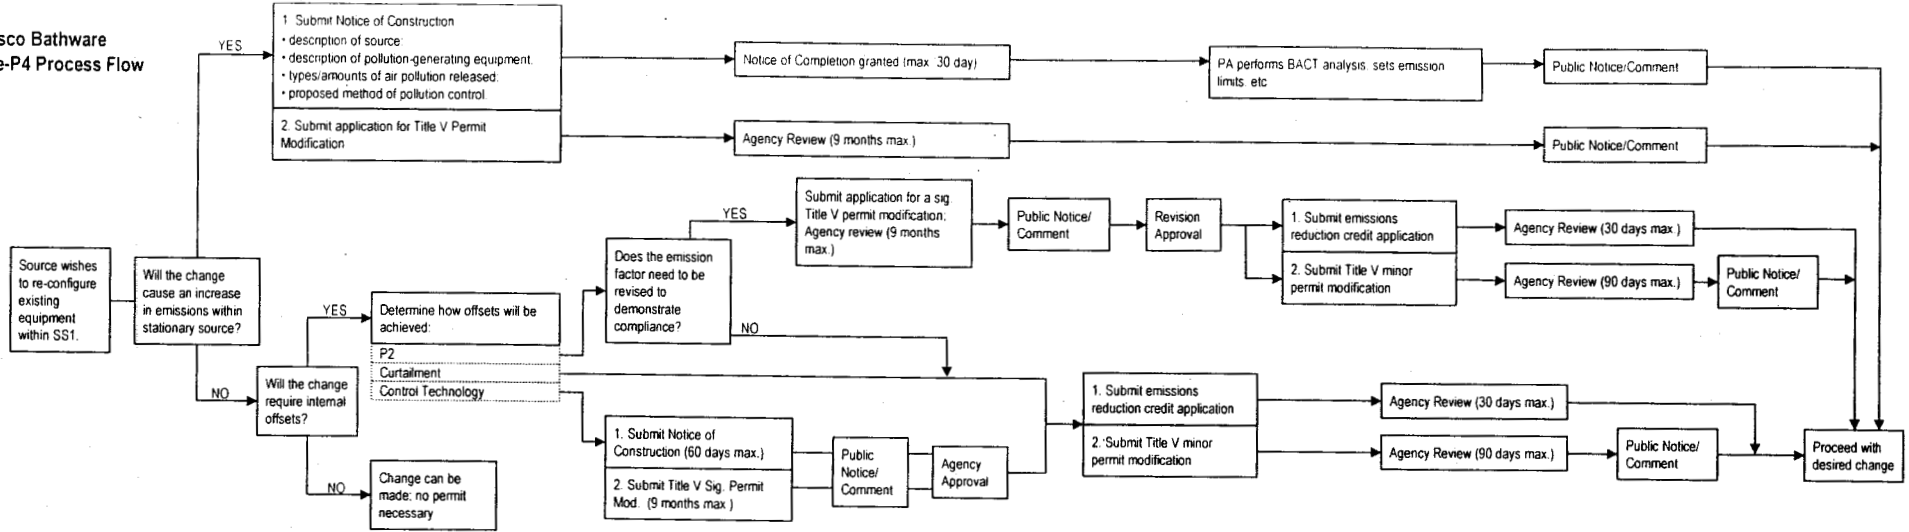 sco Bathware
e-P4 Process Flow
YES
1 Submit Notice of Construction
• description of source:
• description of pollution-generating equipment.
• types/amounts of air pollution released:
• proposed method of pollution control.
2. Submit application for Title V Permit
Modification
Notice of Completion granted (max 30 day)
PA performs BACT analysis, sets emission
limits, etc
Public Notice/Comment
Agency Review (9 months max.)
Public Notice/Comment
Source wishes
to re-configure
existing
equipment
within SS1.
Will the change
cause an increase
in emissions within
stationary source?
NO
Will the change
require internal
offsets?
YES
Determine how offsets will be
achieved:
P2
Curtailment
Control Technology
NO
Change can be
made: no permit
necessary
Does the emission
factor need to be
revised to
demonstrate
compliance?
YES
NO
Submit application for a sig.
Title V permit modification;
Agency review (9 months
max.)
Public Notice/
Comment
Revision
Approval
1. Submit emissions
reduction credit application
2. Submit Title V minor
permit modification
Agency Review (30 days max.)
Agency Review (90 days max.)
Public Notice/
Comment
1. Submit Notice of
Construction (60 days max.)
2. Submit Title V Sig. Permit
Mod. (9 months max.)
Public
Notice/
Comment
Agency
Approval
1. Submit emissions
reduction credit application
2. Submit Title V minor
permit modification
Agency Review (30 days max.)
Agency Review (90 days max.)
Public Notice/
Comment
Proceed with
desired change